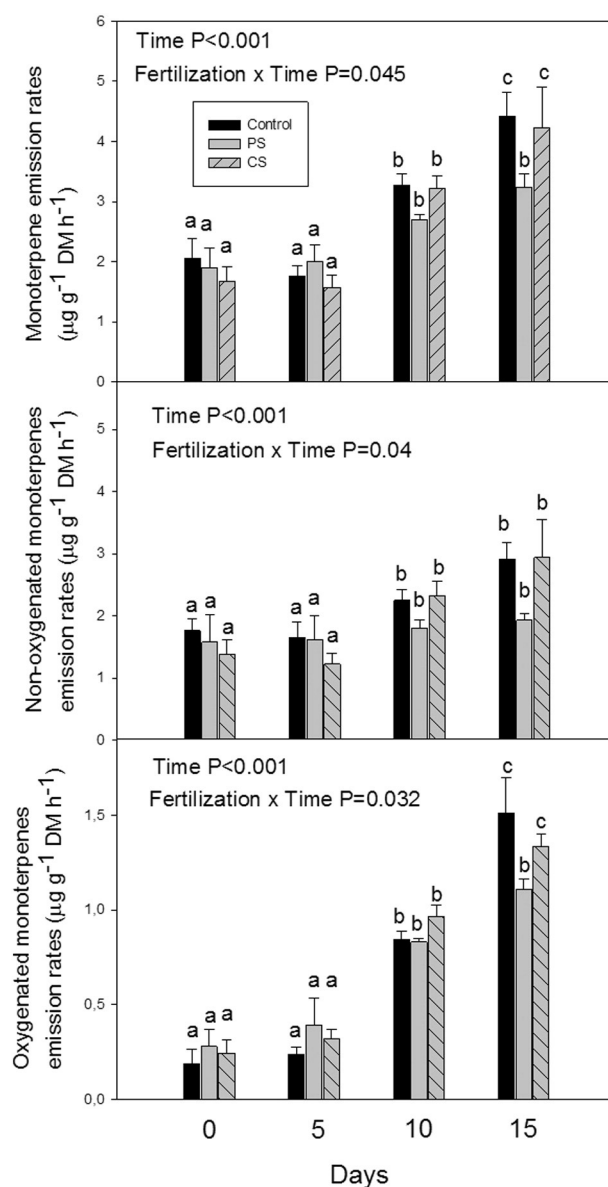 Monoterpene emission rates
(µg g⁻¹ DM h⁻¹)
6
5
4
3
2
1
0
Time P<0.001
Fertilization x Time P=0.045
Control
PS
CS
a a a
a a a
b b b
c b c
Non-oxygenated monoterpenes
emission rates (µg g⁻¹ DM h⁻¹)
5
4
3
2
1
0
Time P<0.001
Fertilization x Time P=0.04
a a a
a a a
b b b
b b b
Oxygenated monoterpenes
emission rates (µg g⁻¹ DM h⁻¹)
1,5
1,0
0,5
0,0
Time P<0.001
Fertilization x Time P=0.032
a a a
a a a
b b b
c b c
0 5 10 15
Days